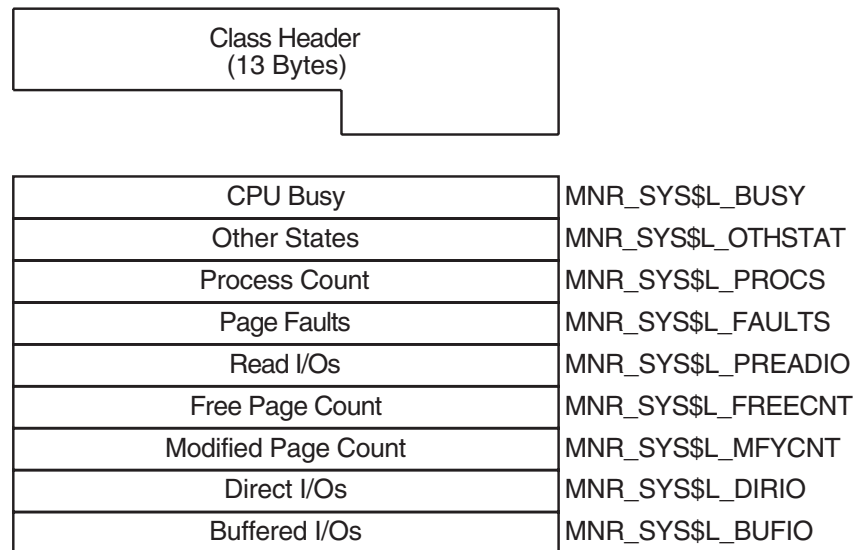 Class Header
(13 Bytes)
CPU Busy MNR_SYS$L_BUSY
Other States MNR_SYS$L_OTHSTAT
Process Count MNR_SYS$L_PROCS
Page Faults MNR_SYS$L_FAULTS
Read I/Os MNR_SYS$L_PREADIO
Free Page Count MNR_SYS$L_FREECNT
Modified Page Count MNR_SYS$L_MFYCNT
Direct I/Os MNR_SYS$L_DIRIO
Buffered I/Os MNR_SYS$L_BUFIO